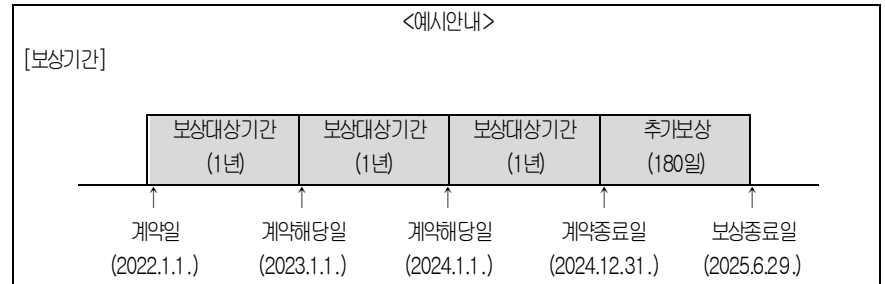 <예시안내>
[보상기간]
보상대상기간 보상대상기간 보상대상기간 추가보상
(1년) (1년) (1년) (180일)
↑ ↑ ↑ ↑ ↑
계약일 계약해당일 계약해당일 계약종료일 보상종료일
(2022.1.1.) (2023.1.1.) (2024.1.1.) (2024.12.31.) (2025.6.29.)